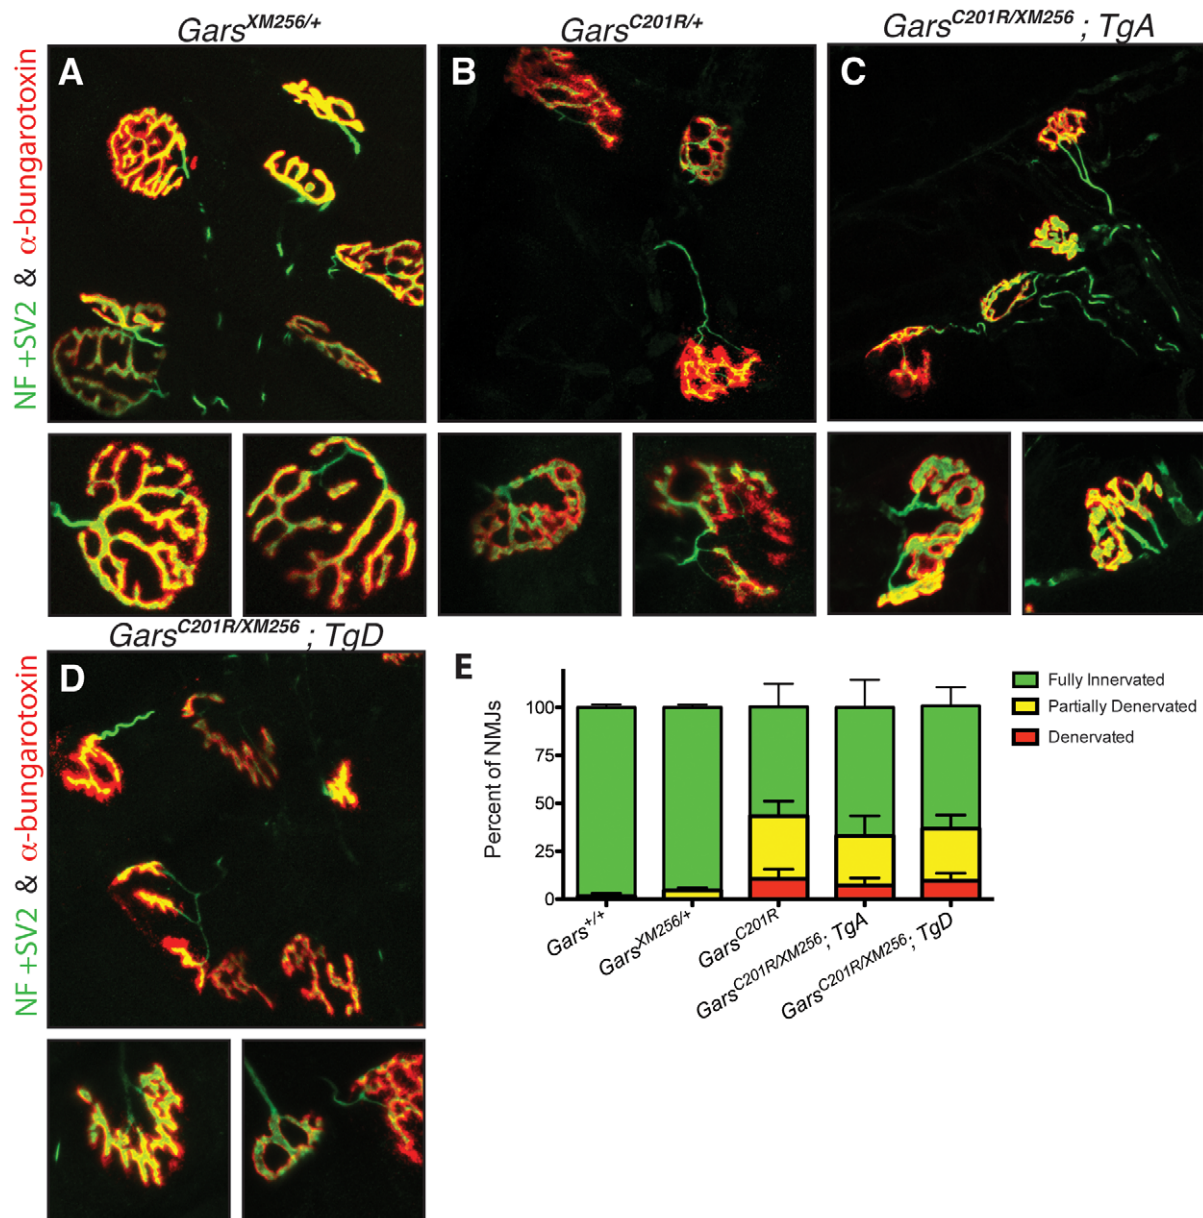 Gars^XM256/+
Gars^C201R/+
Gars^C201R/XM256 ; TgA
A
B
C
NF +SV2 & α-bungarotoxin
Gars^C201R/XM256 ; TgD
D
NF +SV2 & α-bungarotoxin
E
Fully Innervated
Partially Denervated
Denervated
Percent of NMJs
100
75
50
25
0
Gars^+/+
Gars^XM256/+
Gars^C201R
Gars^C201R/XM256; TgA
Gars^C201R/XM256; TgD